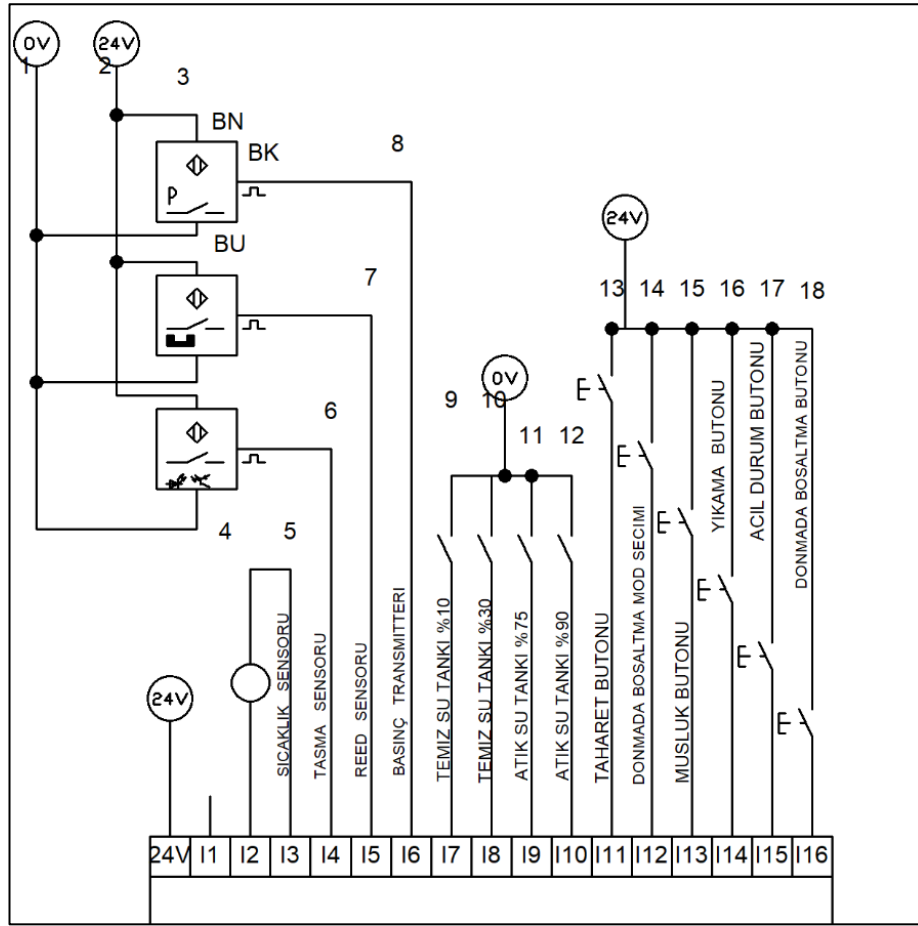 0V
24V
1
2
3
BN
BK
8
P
BU
7
6
4
5
24V
13
14
15
16
17
18
0V
9
10
11
12
24V
SICAKLIK SENSORU
TASMA SENSORU
REED SENSORU
BASINÇ TRANSMITTERI
TEMIZ SU TANKI %10
TEMIZ SU TANKI %30
ATIK SU TANKI %75
ATIK SU TANKI %90
TAHARET BUTONU
DONMADA BOSALTMA MOD SECIMI
MUSLUK BUTONU
YIKAMA BUTONU
ACIL DURUM BUTONU
DONMADA BOSALTMA BUTONU
24V I1 I2 I3 I4 I5 I6 I7 I8 I9 I10 I11 I12 I13 I14 I15 I16